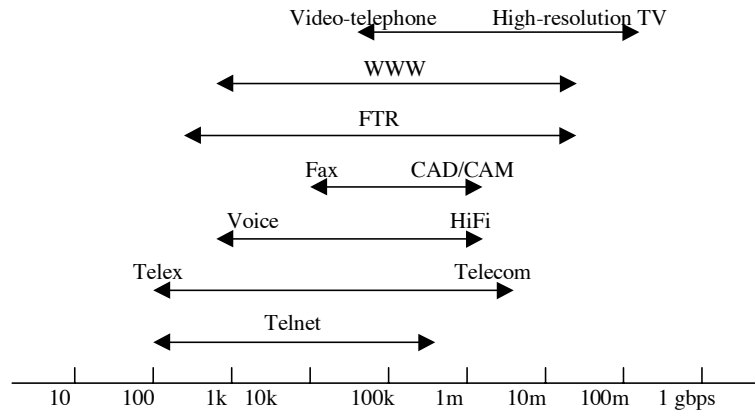 Video-telephone High-resolution TV
WWW
FTR
Fax CAD/CAM
Voice HiFi
Telex Telecom
Telnet
10 100 1k 10k 100k 1m 10m 100m 1 gbps